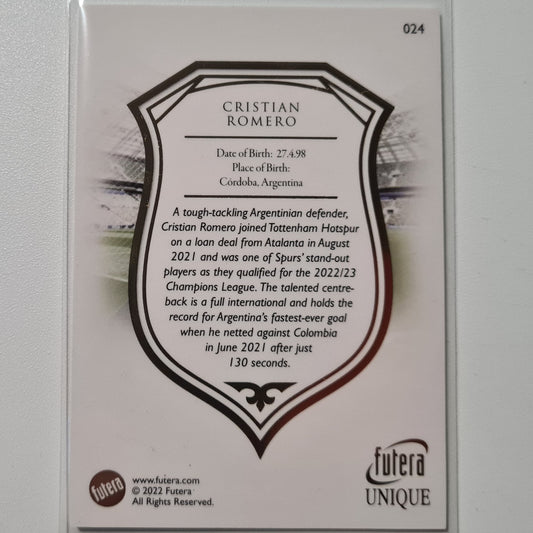 024
CRISTIAN
ROMERO
Date of Birth: 27.4.98
Place of Birth:
Córdoba, Argentina
A tough-tackling Argentinian defender,
Cristian Romero joined Tottenham Hotspur
on a loan deal from Atalanta in August
2021 and was one of Spurs' stand-out
players as they qualified for the 2022/23
Champions League. The talented centre-
back is a full international and holds the
record for Argentina's fastest-ever goal
when he netted against Colombia
in June 2021 after just
130 seconds.
futera
www.futera.com
© 2022 Futera
All Rights Reserved.
futera
UNIQUE